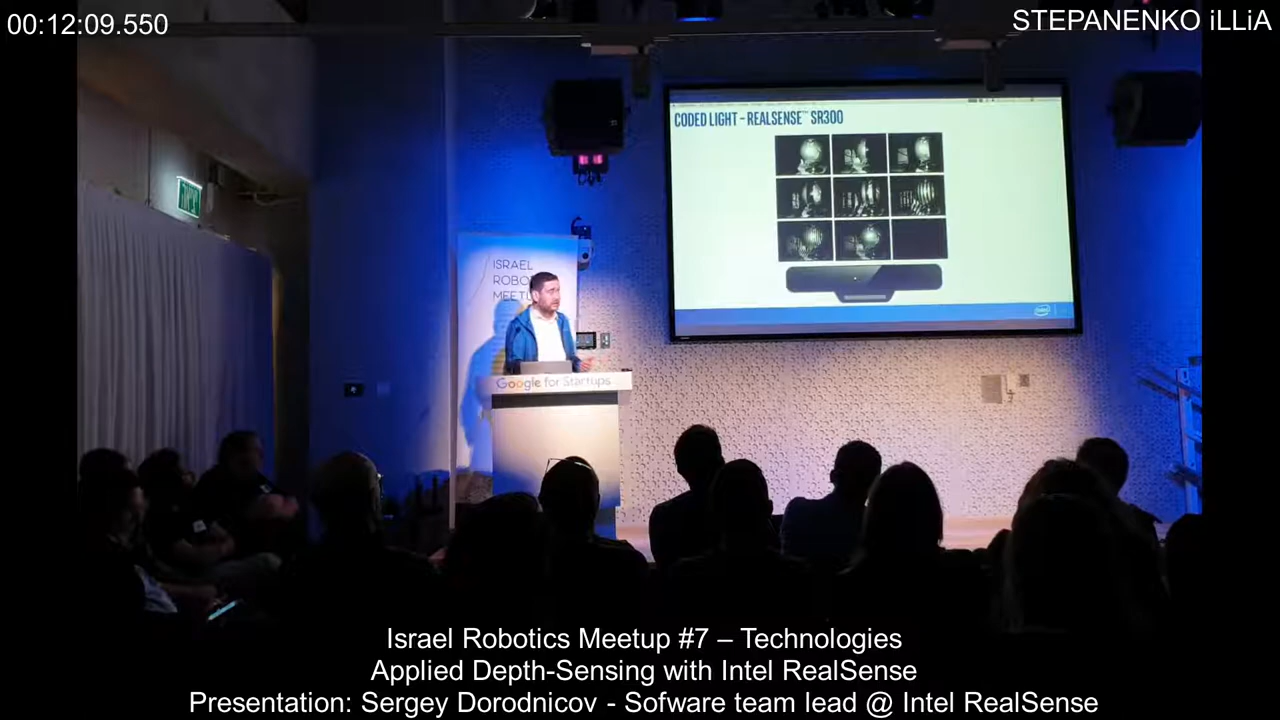 00:12:09.550
STEPANENKO iLLiA
CODED LIGHT – REALSENSE™ SR300
intel
ISRAEL
ROBO
MEETU
Google for Startups
Israel Robotics Meetup #7 – Technologies
Applied Depth-Sensing with Intel RealSense
Presentation: Sergey Dorodnicov - Sofware team lead @ Intel RealSense